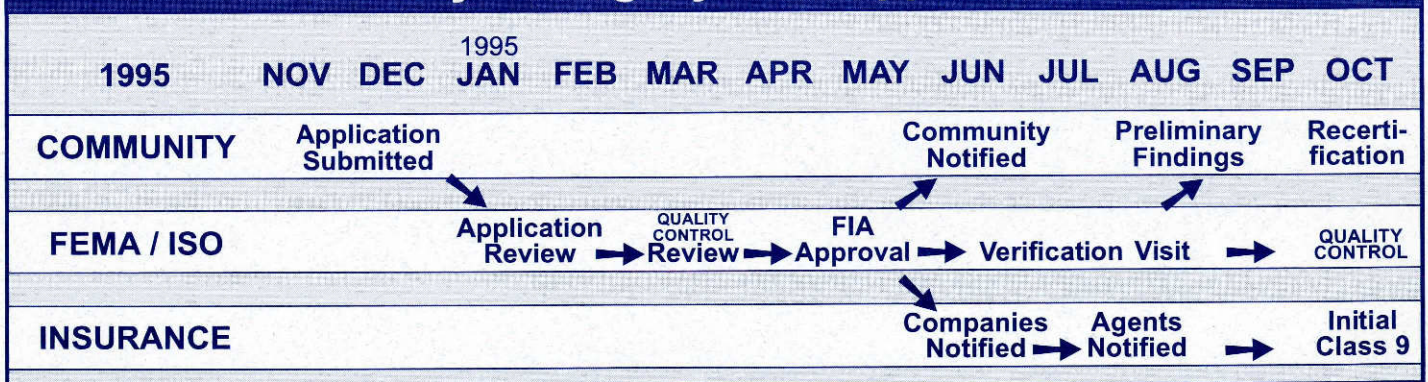 1995
1995 NOV DEC JAN FEB MAR APR MAY JUN JUL AUG SEP OCT
COMMUNITY Application Community Preliminary Recerti-
Submitted Notified Findings fication
FEMA / ISO Application QUALITY CONTROL FIA
Review Review Approval Verification Visit QUALITY CONTROL
INSURANCE Companies Agents Initial
Notified Notified Class 9